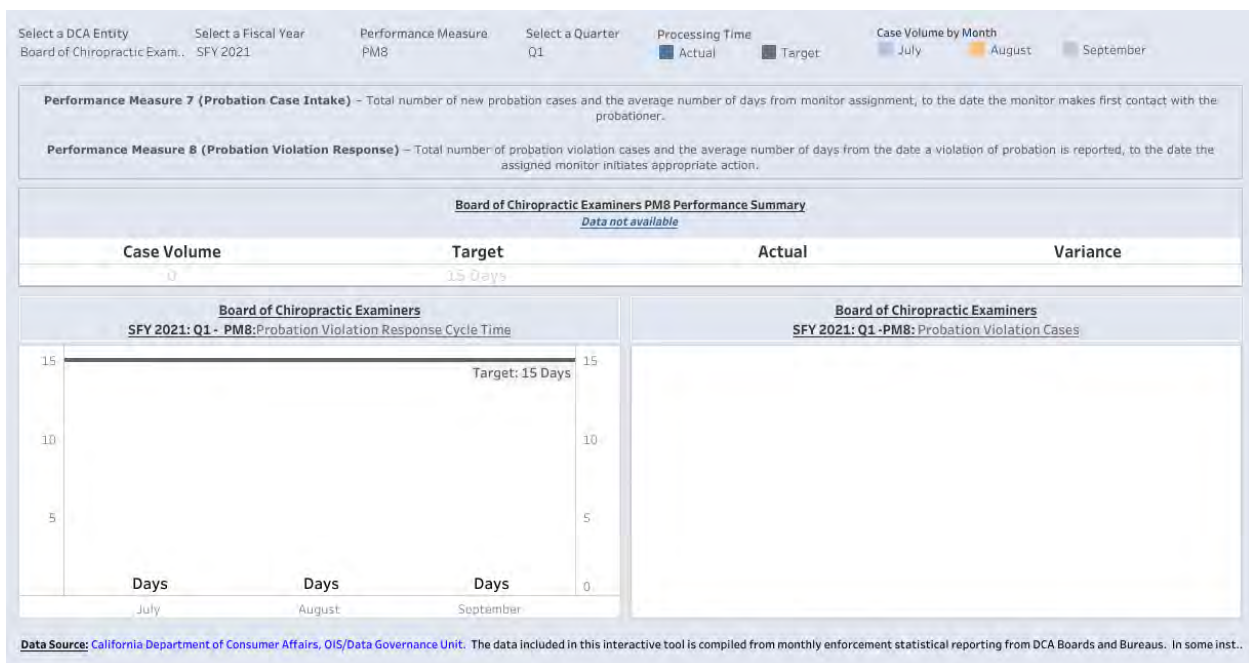 Select a DCA Entity Select a Fiscal Year Performance Measure Select a Quarter Processing Time Case Volume by Month
Board of Chiropractic Exam.. SFY 2021 PM8 Q1 Actual Target July August September
Performance Measure 7 (Probation Case Intake) – Total number of new probation cases and the average number of days from monitor assignment, to the date the monitor makes first contact with the
probationer.
Performance Measure 8 (Probation Violation Response) – Total number of probation violation cases and the average number of days from the date a violation of probation is reported, to the date the
assigned monitor initiates appropriate action.
Board of Chiropractic Examiners PM8 Performance Summary
Data not available
Case Volume Target Actual Variance
0 15 Days
Board of Chiropractic Examiners
SFY 2021: Q1 - PM8:Probation Violation Response Cycle Time
15 15
Target: 15 Days
10 10
5 5
Days Days Days 0
July August September
Board of Chiropractic Examiners
SFY 2021: Q1 -PM8: Probation Violation Cases
Data Source: California Department of Consumer Affairs, OIS/Data Governance Unit. The data included in this interactive tool is compiled from monthly enforcement statistical reporting from DCA Boards and Bureaus. In some inst..